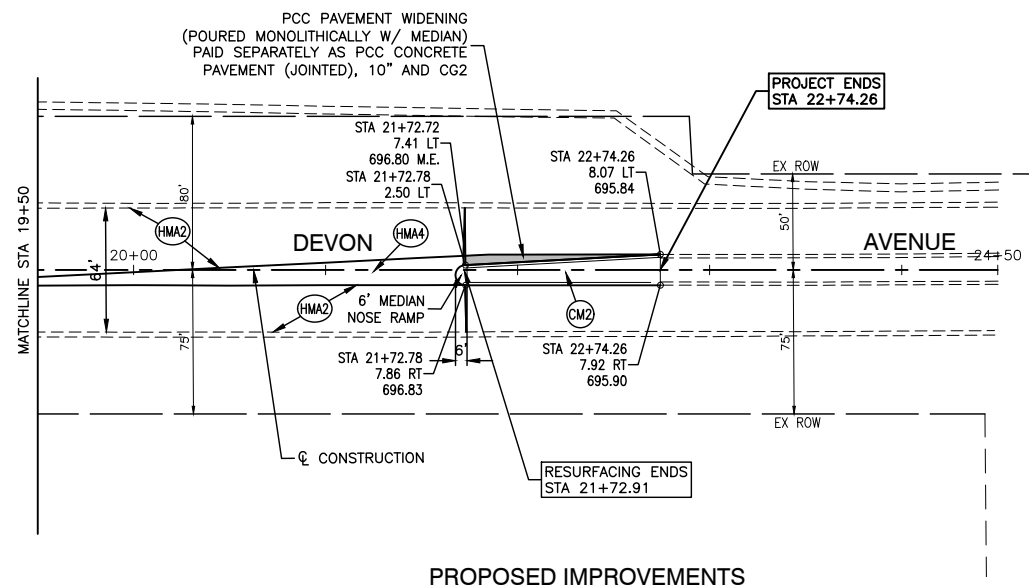 PCC PAVEMENT WIDENING
(POURED MONOLITHICALLY W/ MEDIAN)
PAID SEPARATELY AS PCC CONCRETE
PAVEMENT (JOINTED), 10" AND CG2
PROJECT ENDS
STA 22+74.26
STA 21+72.72
7.41 LT
696.80 M.E.
STA 21+72.78
2.50 LT
STA 22+74.26
8.07 LT
695.84
EX ROW
MATCHLINE STA 19+50
80'
50'
HMA2
DEVON
HMA4
AVENUE
20+00
24+50
64'
HMA2
6' MEDIAN
NOSE RAMP
CM2
75'
75'
6'
STA 21+72.78
7.86 RT
696.83
STA 22+74.26
7.92 RT
695.90
EX ROW
℄ CONSTRUCTION
RESURFACING ENDS
STA 21+72.91
PROPOSED IMPROVEMENTS